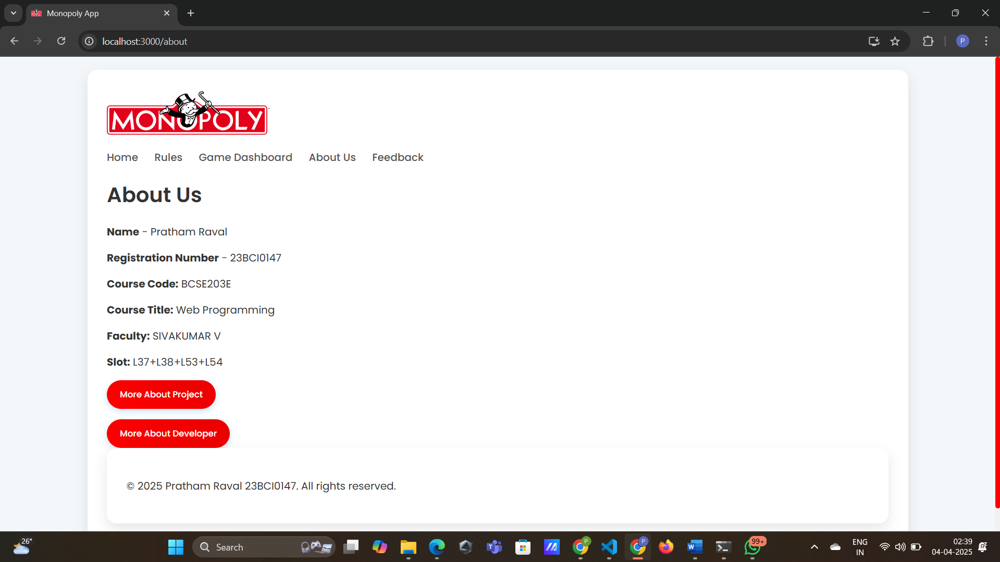 Monopoly App
localhost:3000/about
P
MONOPOLY
Home Rules Game Dashboard About Us Feedback
About Us
Name - Pratham Raval
Registration Number - 23BCI0147
Course Code: BCSE203E
Course Title: Web Programming
Faculty: SIVAKUMAR V
Slot: L37+L38+L53+L54
More About Project
More About Developer
© 2025 Pratham Raval 23BCI0147. All rights reserved.
26°
Search
T
P
P
W
99+
ENG
IN
02:39
04-04-2025